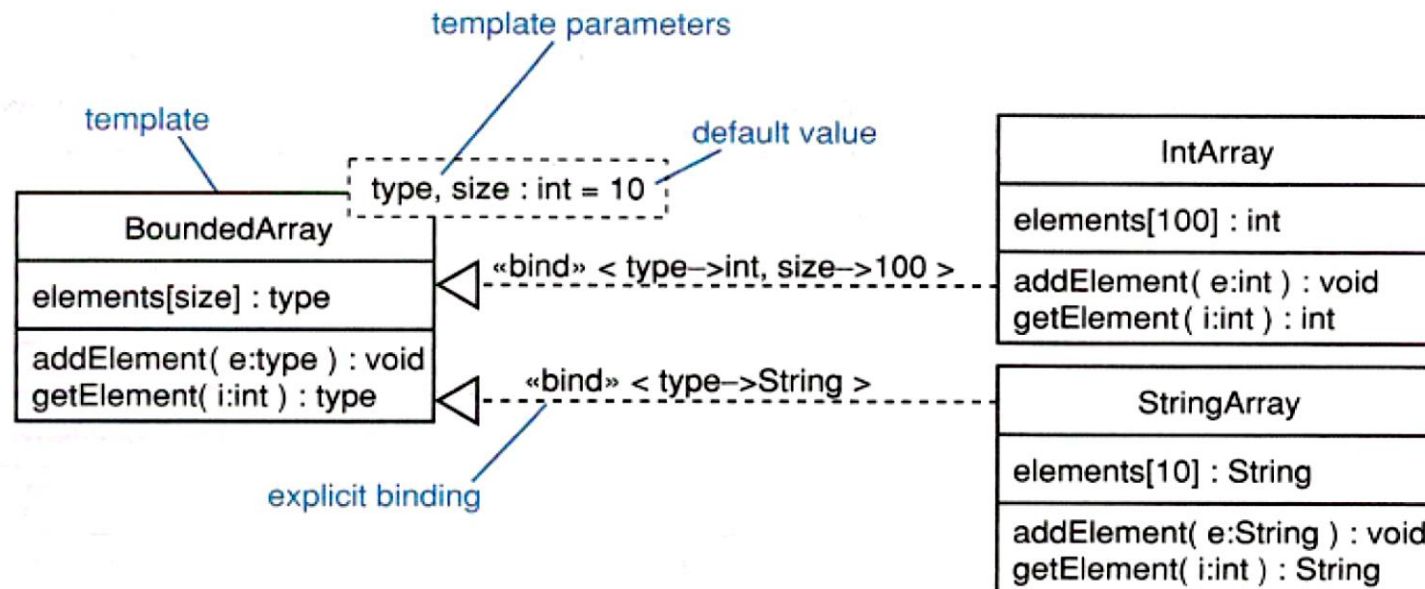 template parameters
template
default value
type, size : int = 10
BoundedArray
elements[size] : type
addElement( e:type ) : void
getElement( i:int ) : type
«bind» < type–>int, size–>100 >
«bind» < type–>String >
explicit binding
IntArray
elements[100] : int
addElement( e:int ) : void
getElement( i:int ) : int
StringArray
elements[10] : String
addElement( e:String ) : void
getElement( i:int ) : String